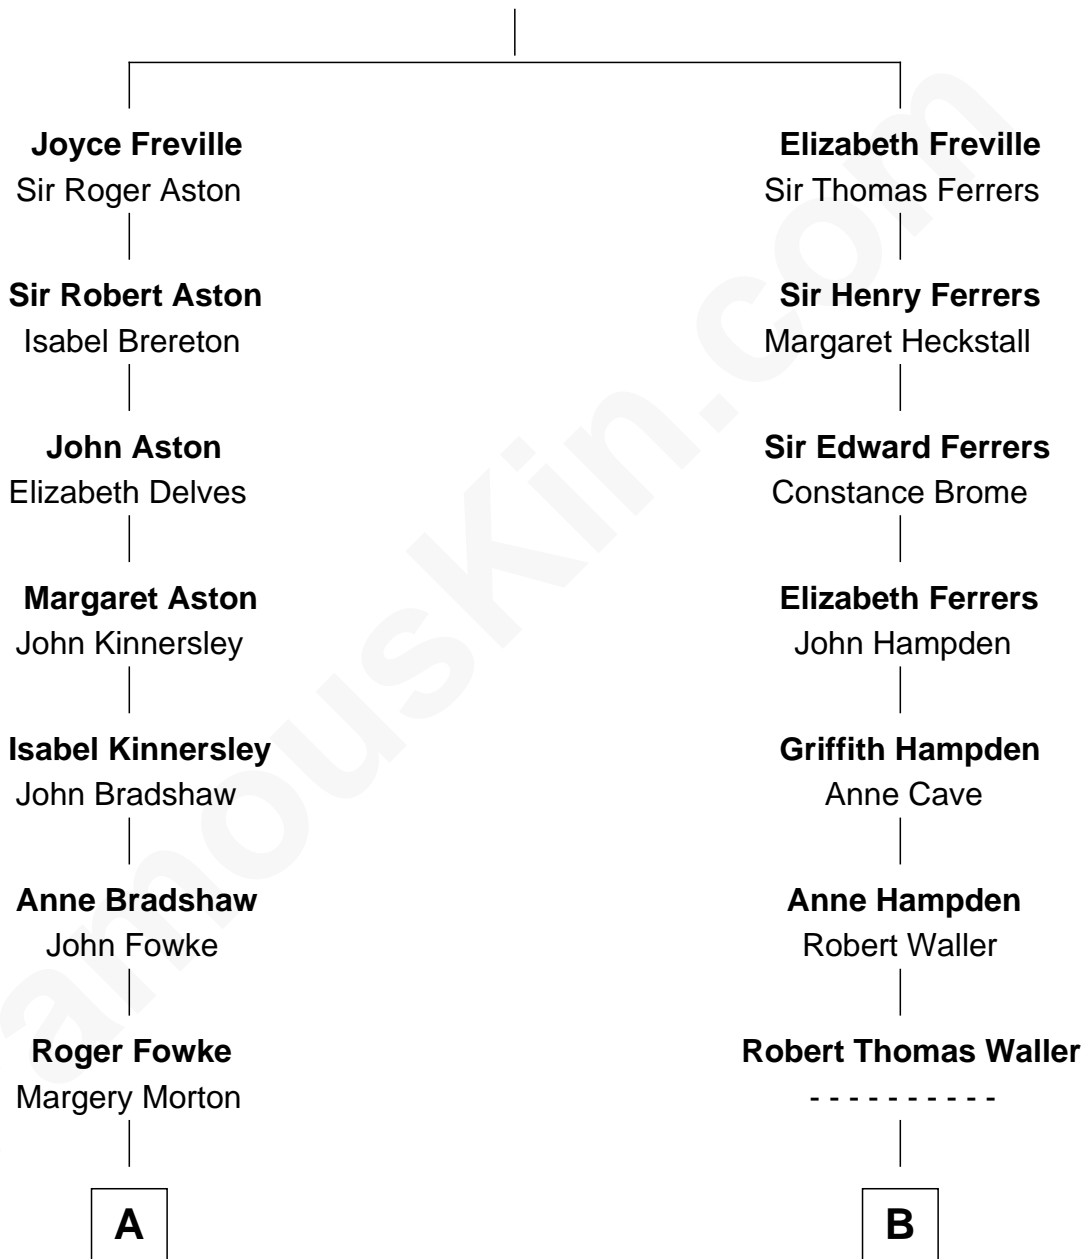 Joyce Freville
Sir Roger Aston
Sir Robert Aston
Isabel Brereton
John Aston
Elizabeth Delves
Margaret Aston
John Kinnersley
Isabel Kinnersley
John Bradshaw
Anne Bradshaw
John Fowke
Roger Fowke
Margery Morton
A
Elizabeth Freville
Sir Thomas Ferrers
Sir Henry Ferrers
Margaret Heckstall
Sir Edward Ferrers
Constance Brome
Elizabeth Ferrers
John Hampden
Griffith Hampden
Anne Cave
Anne Hampden
Robert Waller
Robert Thomas Waller
- - - - - - - - - -
B
amousKin.com